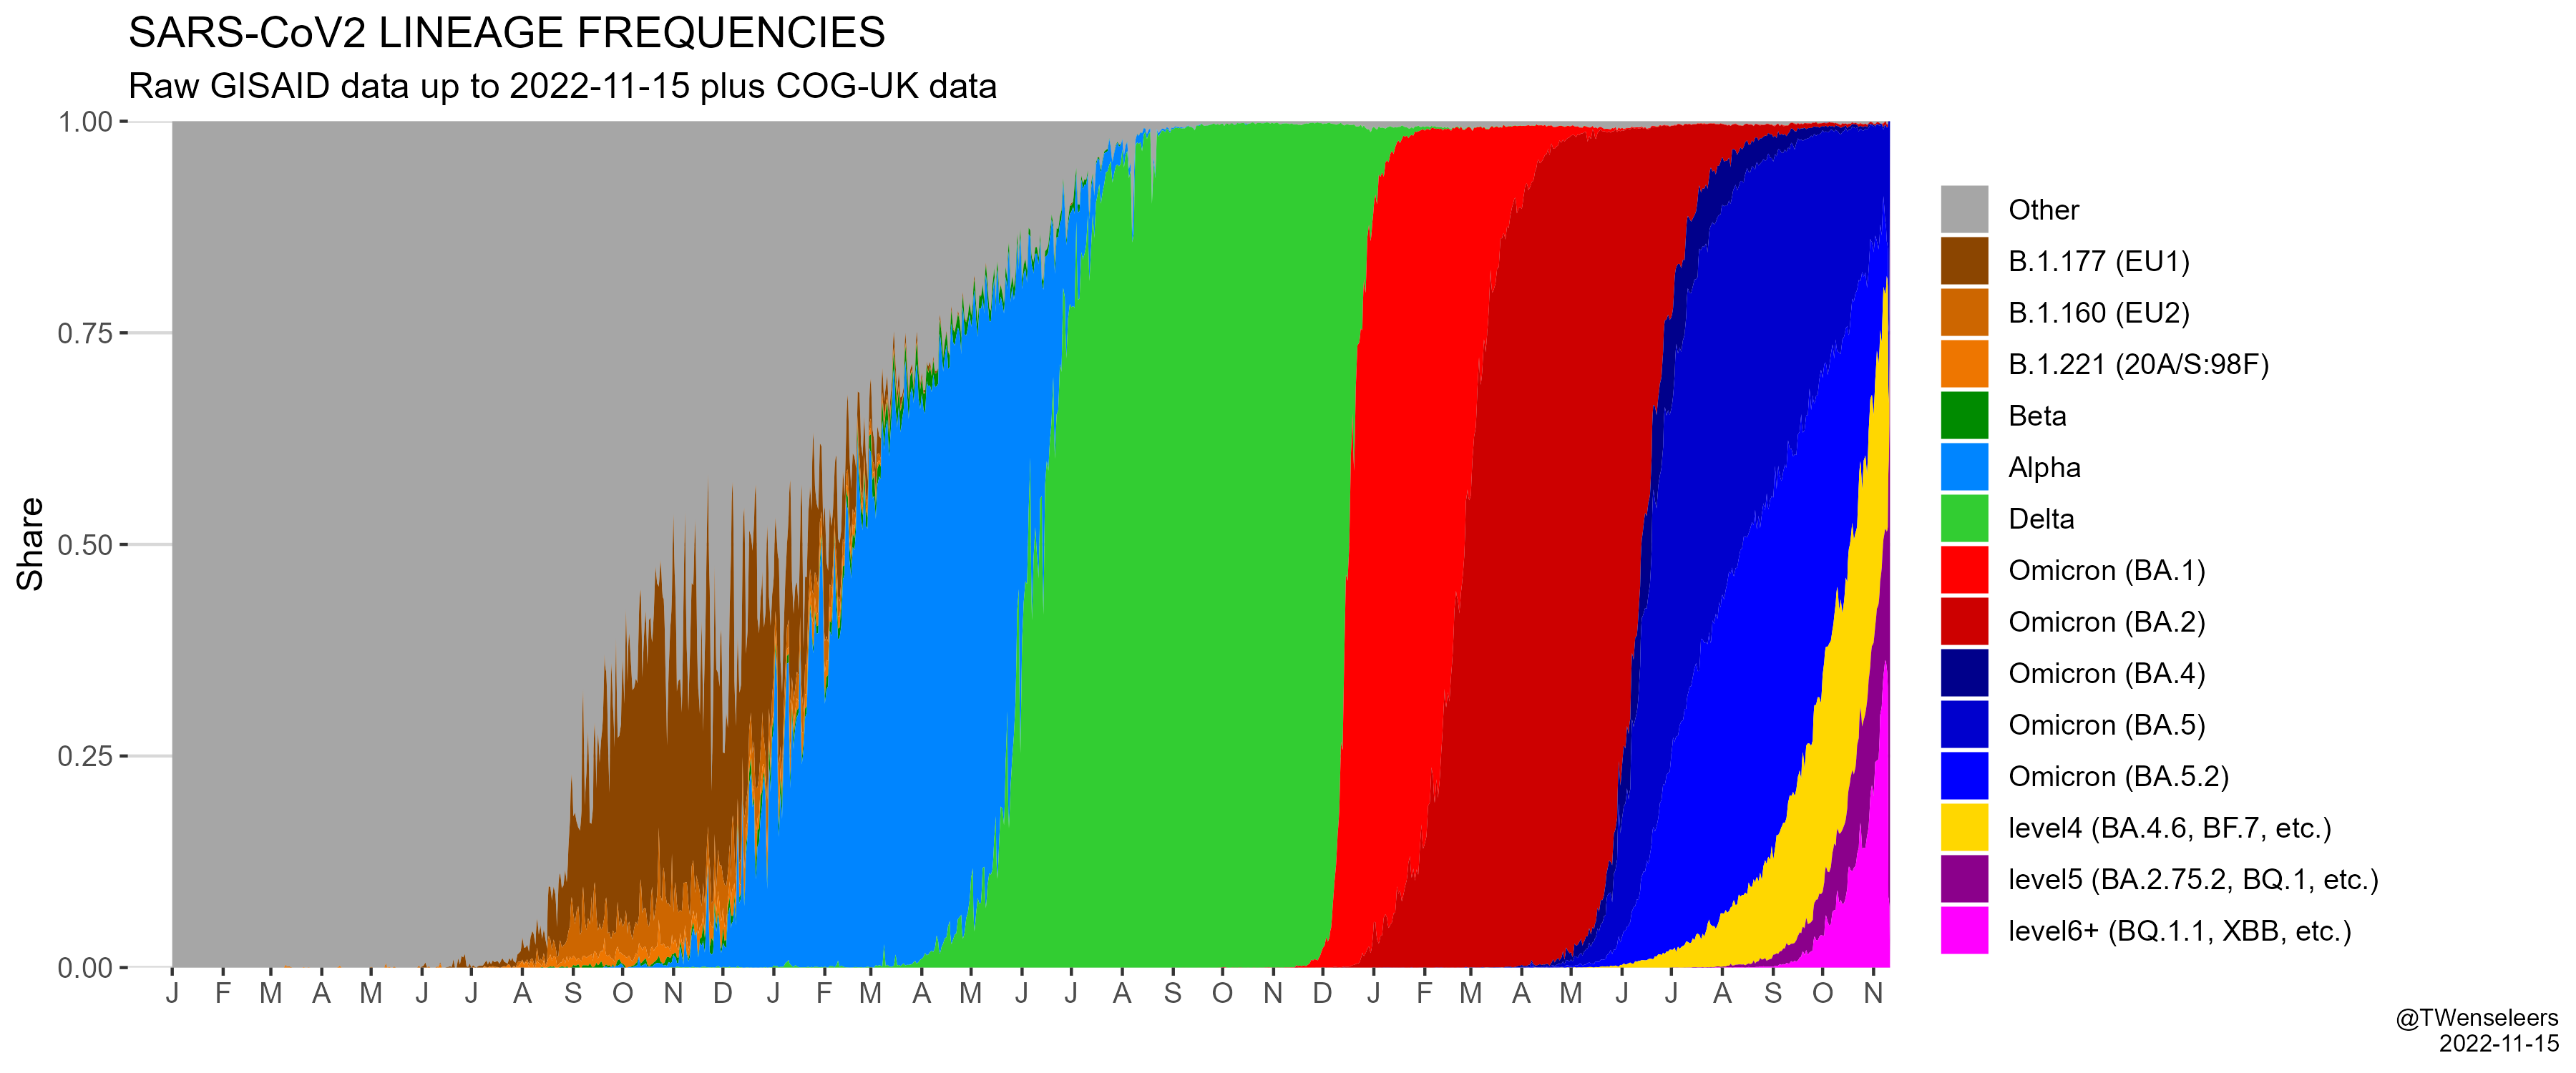 SARS-CoV2 LINEAGE FREQUENCIES
Raw GISAID data up to 2022-11-15 plus COG-UK data
1.00
0.75
0.50
0.25
0.00
Share
J F M A M J J A S O N D J F M A M J J A S O N D J F M A M J J A S O N
Other
B.1.177 (EU1)
B.1.160 (EU2)
B.1.221 (20A/S:98F)
Beta
Alpha
Delta
Omicron (BA.1)
Omicron (BA.2)
Omicron (BA.4)
Omicron (BA.5)
Omicron (BA.5.2)
level4 (BA.4.6, BF.7, etc.)
level5 (BA.2.75.2, BQ.1, etc.)
level6+ (BQ.1.1, XBB, etc.)
@TWenseleers
2022-11-15